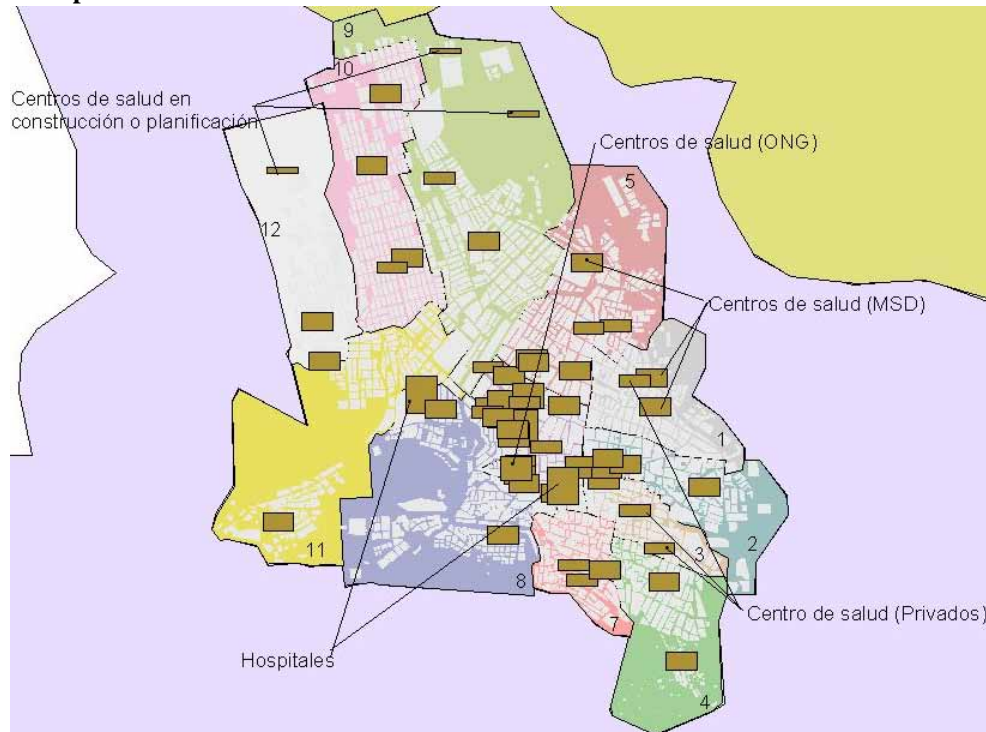 9
10
Centros de salud en
construcción o planificación
Centros de salud (ONG)
5
12
Centros de salud (MSD)
1
2
3
11
8
Centro de salud (Privados)
7
Hospitales
4